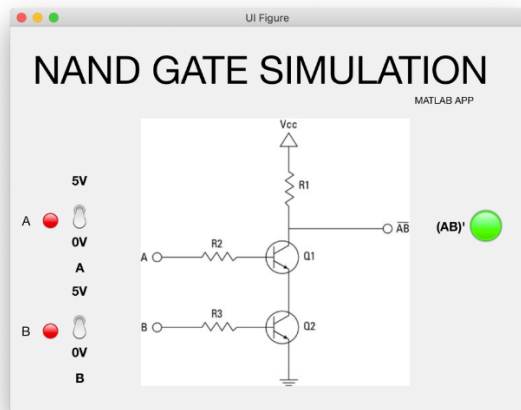 UI Figure
NAND GATE SIMULATION
MATLAB APP
Vcc
R1
5V
A
0V
A
5V
B
0V
B
A
R2
Q1
AB
B
R3
Q2
(AB)'